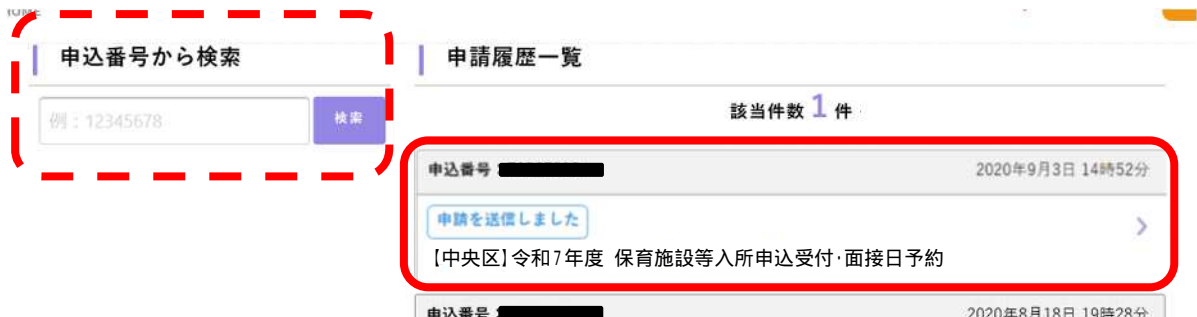 HOME
申込番号から検索
例：12345678
検索
申請履歴一覧
該当件数 1 件
申込番号 2020年9月3日 14時52分
申請を送信しました
【中央区】令和7年度 保育施設等入所申込受付・面接日予約
申込番号 2020年8月18日 19時28分